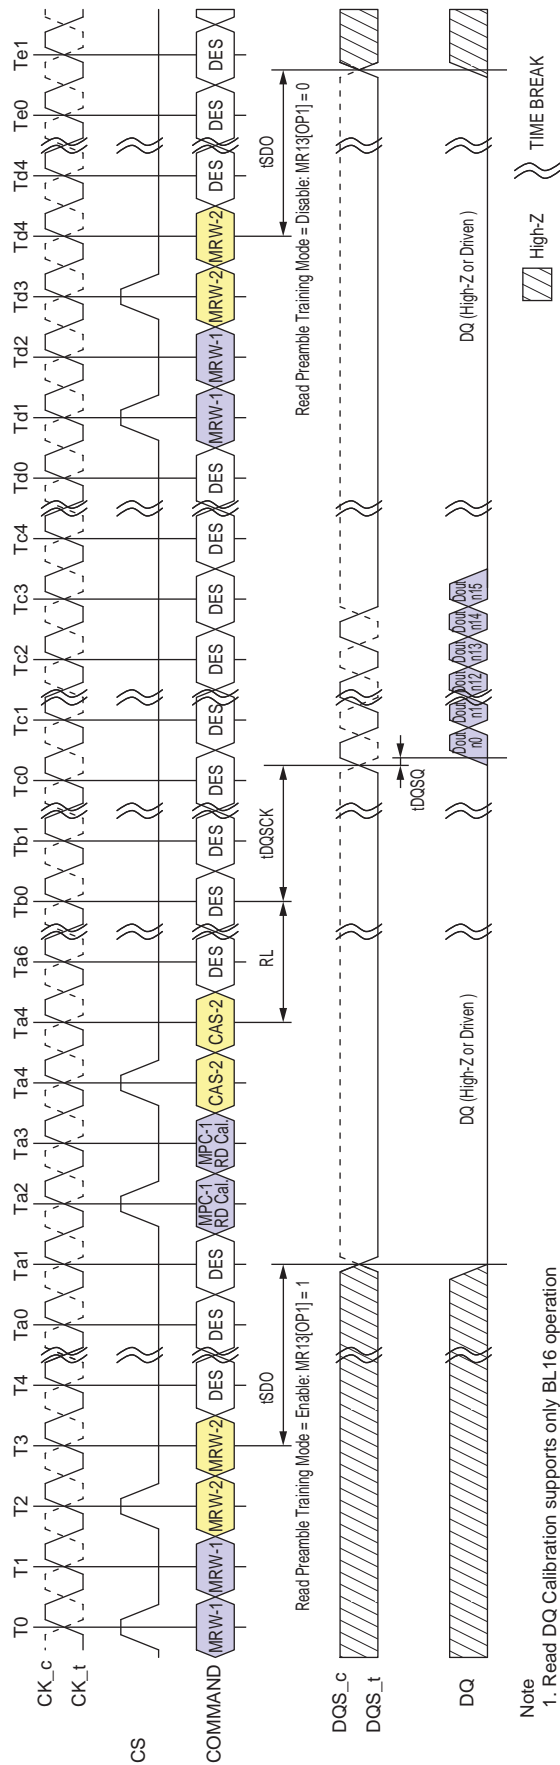 T0 T1 T2 T3 T4 Ta0 Ta1 Ta2 Ta3 Ta4 Ta4 Ta6 Tb0 Tb1 Tc0 Tc1 Tc2 Tc3 Tc4 Td0 Td1 Td2 Td3 Td4 Td4 Te0 Te1
CK_c
CK_t
CS
COMMAND
MRW-1 MRW-1 MRW-2 MRW-2 DES DES DES MPC-1 RD Cal. MPC-1 RD Cal. CAS-2 CAS-2 DES DES DES DES DES DES DES DES DES MRW-1 MRW-1 MRW-2 MRW-2 DES DES DES
tSDO RL tDQSCK tSDO
Read Preamble Training Mode = Enable: MR13[OP1] = 1
Read Preamble Training Mode = Disable: MR13[OP1] = 0
DQS_c
DQS_t
tDQSQ
DQ
DQ (High-Z or Driven )
Dout n0 Dout n11 Dout n12 Dout n13 Dout n14 Dout n15
DQ (High-Z or Driven )
High-Z
TIME BREAK
Note
1. Read DQ Calibration supports only BL16 operation